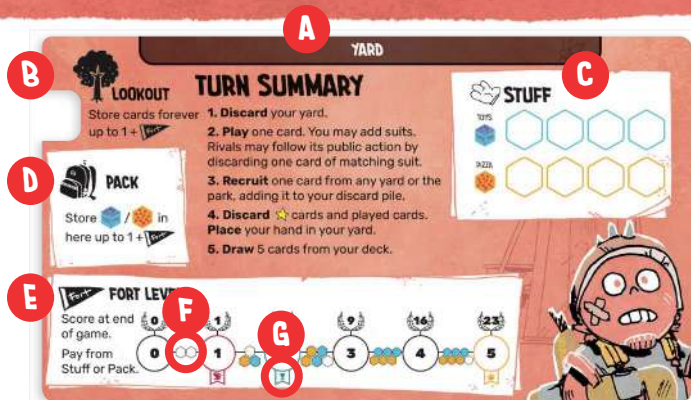 A
YARD
B
LOOKOUT
Store cards forever
up to 1 + Fort
TURN SUMMARY
1. Discard your yard.
2. Play one card. You may add suits.
Rivals may follow its public action by
discarding one card of matching suit.
3. Recruit one card from any yard or the
park, adding it to your discard pile.
4. Discard cards and played cards.
Place your hand in your yard.
5. Draw 5 cards from your deck.
C
STUFF
TOYS
PIZZA
D
PACK
Store / in
here up to 1 + Fort
E
Fort
F
Score at end
of game.
0 1 9 16 23
G
Pay from
Stuff or Pack.
0 1 3 4 5